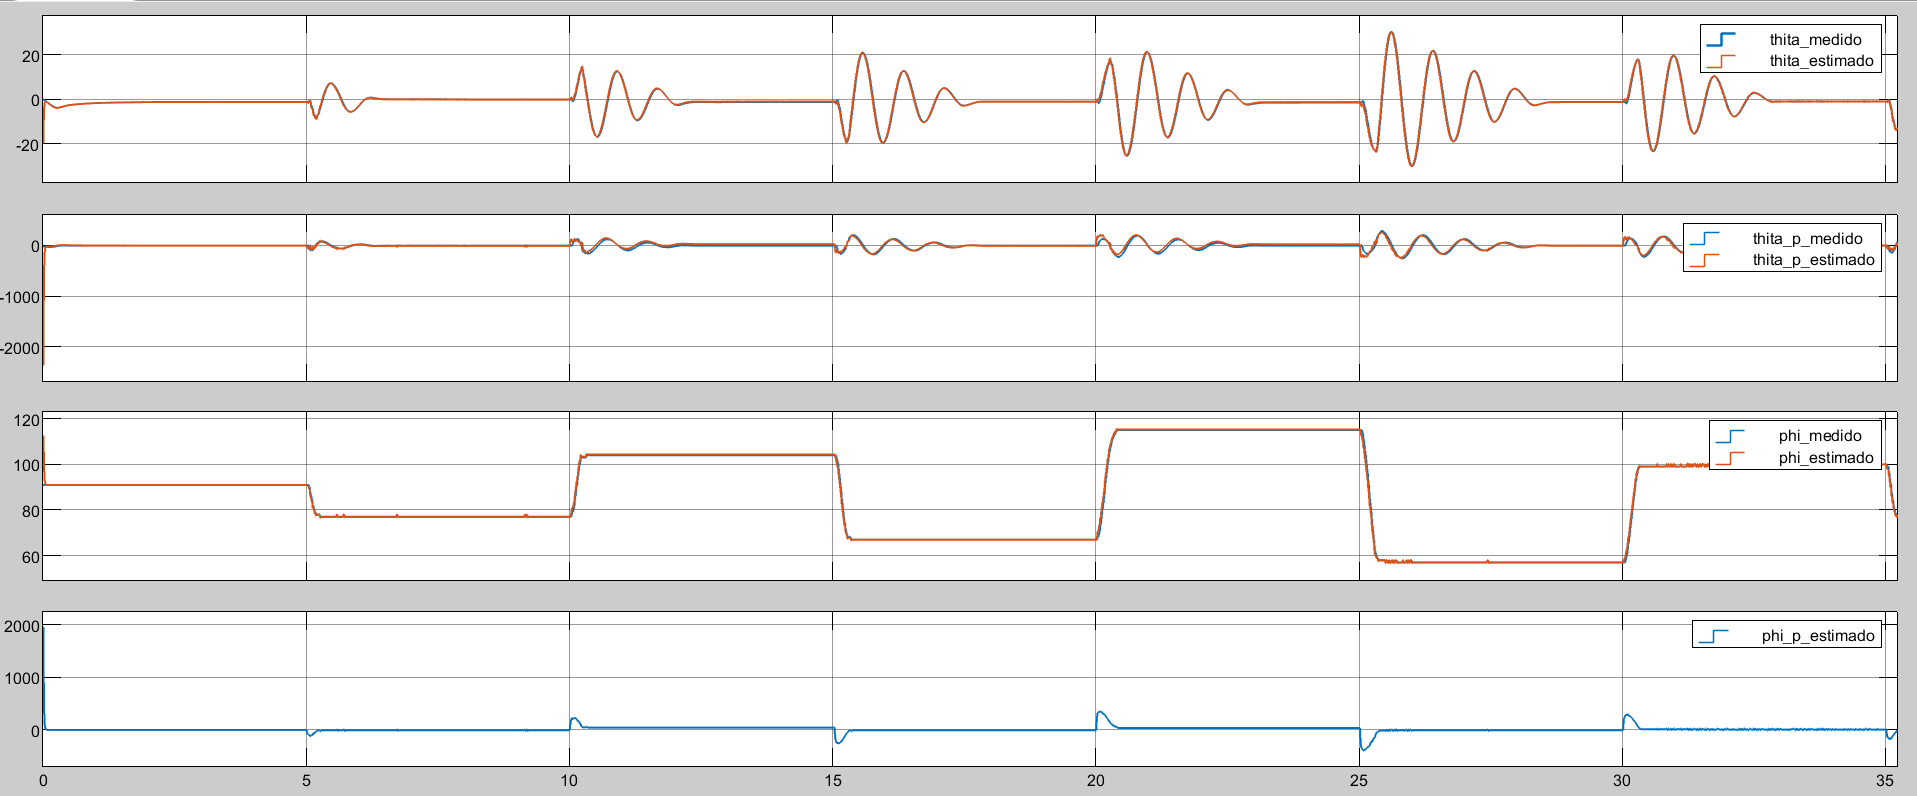 20
0
-20
thita_medido
thita_estimado
0
-1000
-2000
thita_p_medido
thita_p_estimado
120
100
80
60
phi_medido
phi_estimado
2000
1000
0
phi_p_estimado
0 5 10 15 20 25 30 35